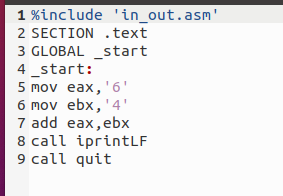 1 %include 'in_out.asm'
2 SECTION .text
3 GLOBAL _start
4 _start:
5 mov eax,'6'
6 mov ebx,'4'
7 add eax,ebx
8 call iprintLF
9 call quit